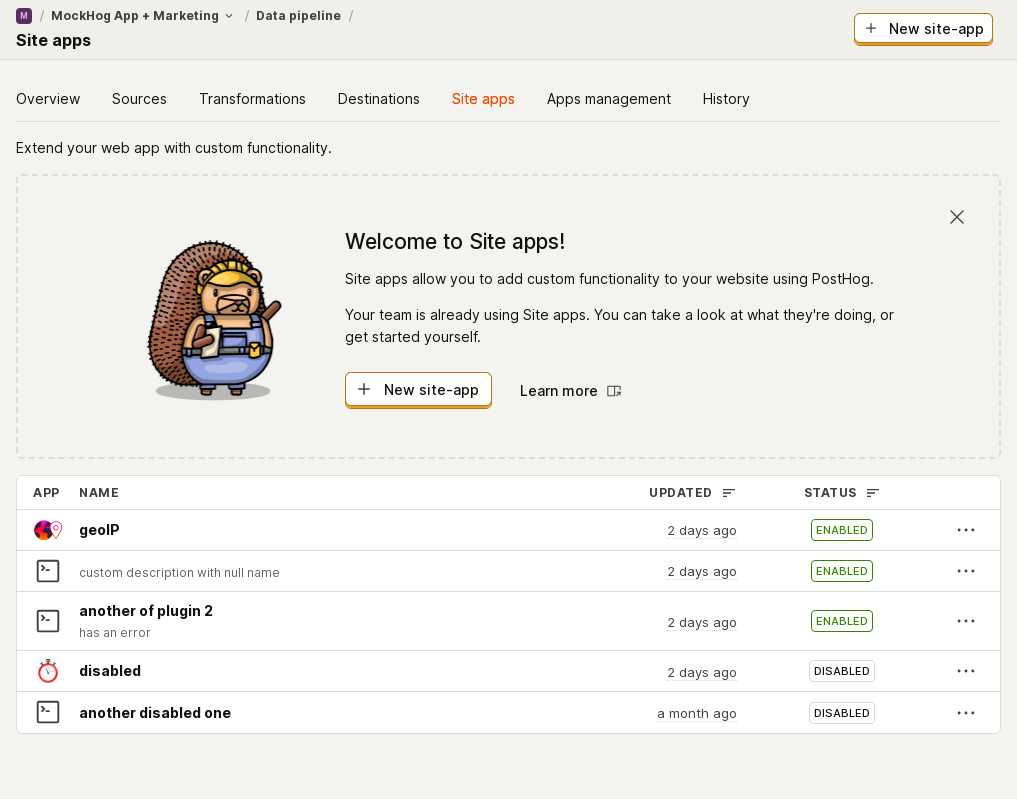 M / MockHog App + Marketing / Data pipeline /
Site apps
+ New site-app
Overview Sources Transformations Destinations Site apps Apps management History
Extend your web app with custom functionality.
Welcome to Site apps!
Site apps allow you to add custom functionality to your website using PostHog.
Your team is already using Site apps. You can take a look at what they're doing, or
get started yourself.
+ New site-app Learn more
APP NAME UPDATED STATUS
geoIP 2 days ago ENABLED
custom description with null name 2 days ago ENABLED
another of plugin 2
has an error 2 days ago ENABLED
disabled 2 days ago DISABLED
another disabled one a month ago DISABLED